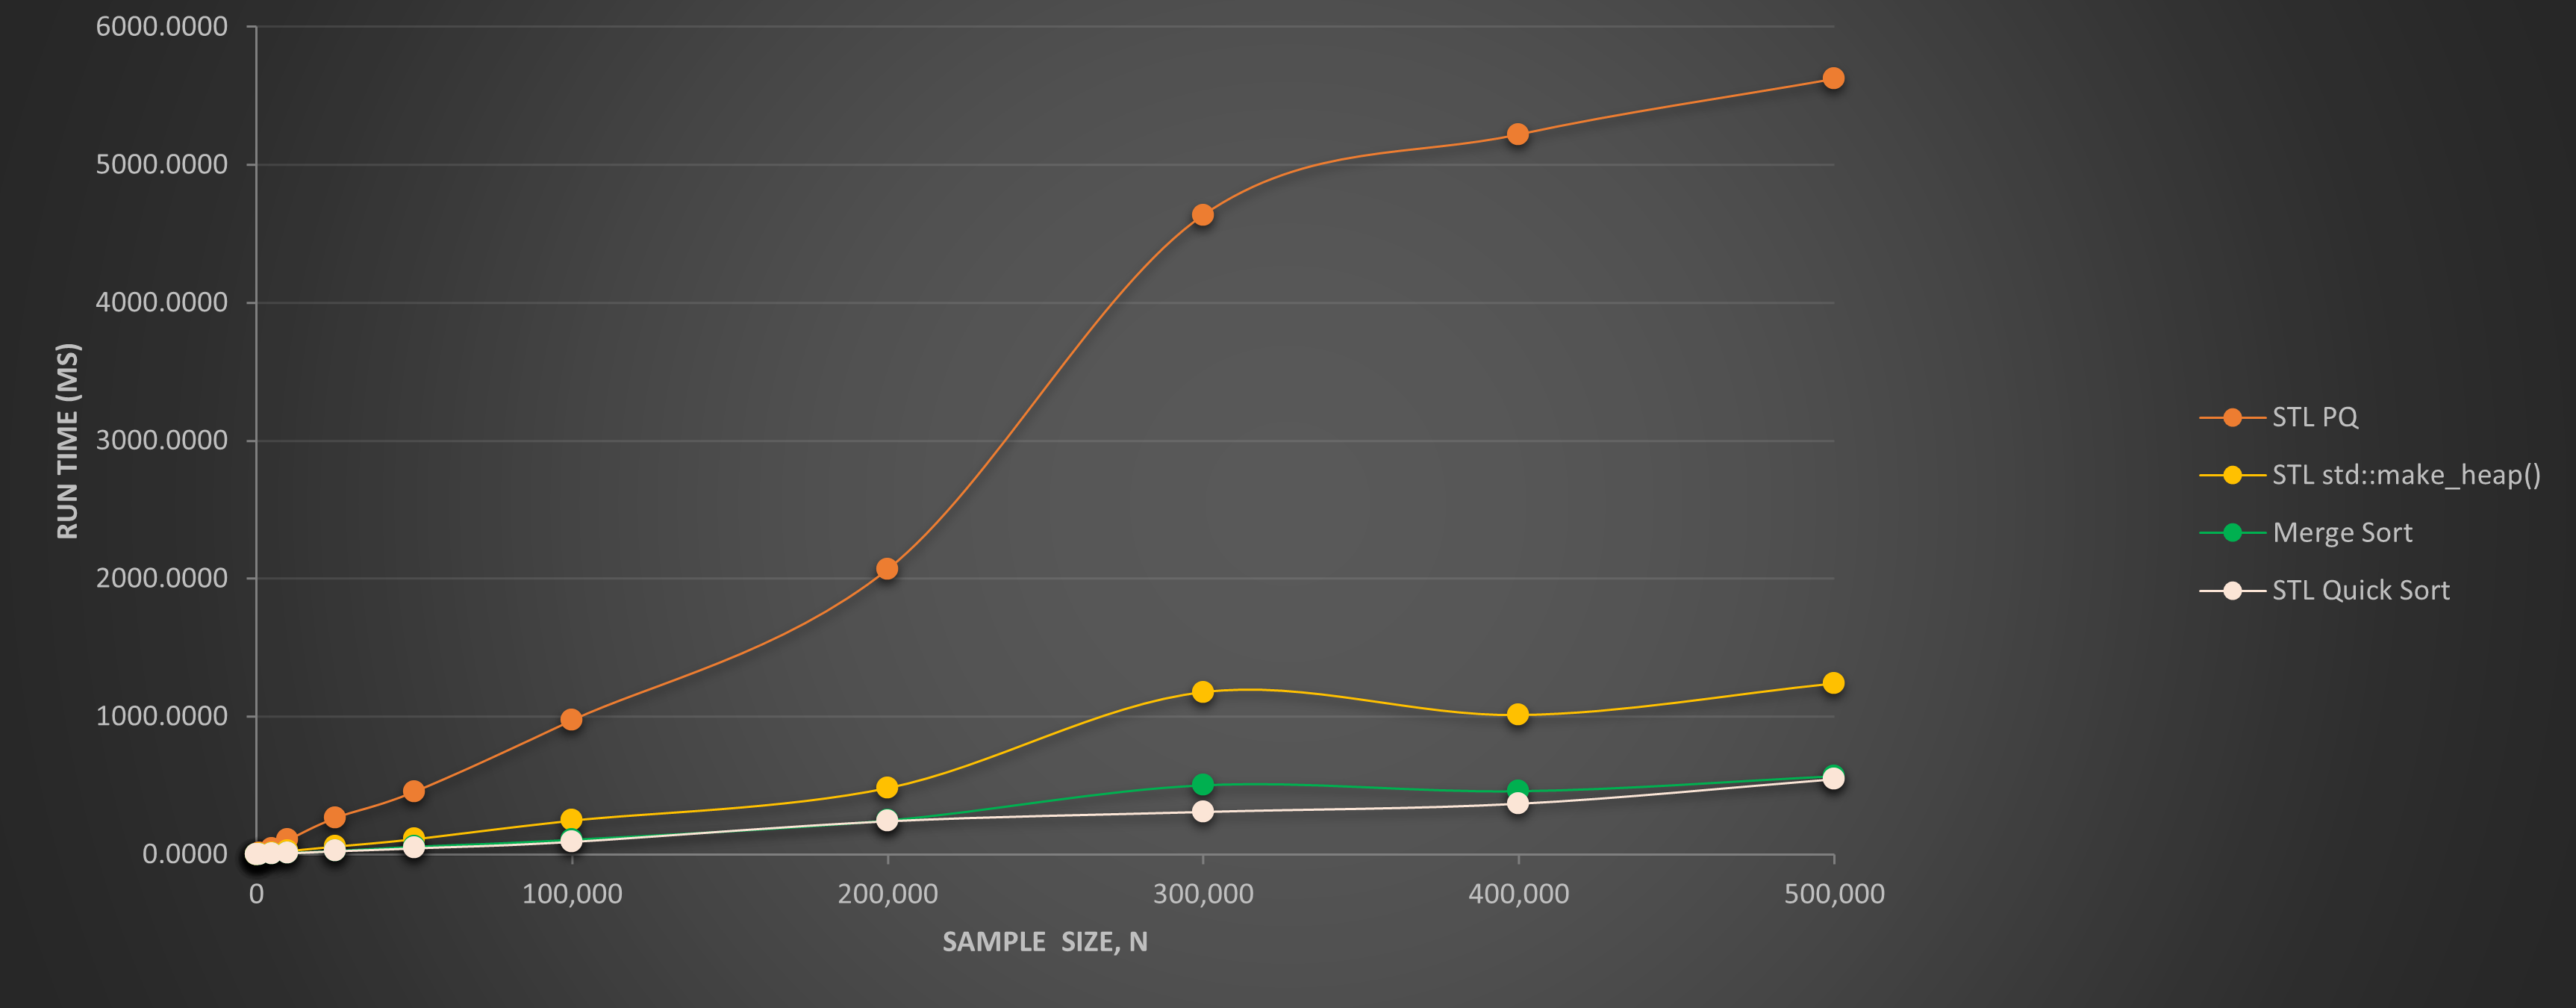 6000.0000
5000.0000
4000.0000
3000.0000
2000.0000
1000.0000
0.0000
RUN TIME (MS)
0 100,000 200,000 300,000 400,000 500,000
SAMPLE SIZE, N
STL PQ
STL std::make_heap()
Merge Sort
STL Quick Sort